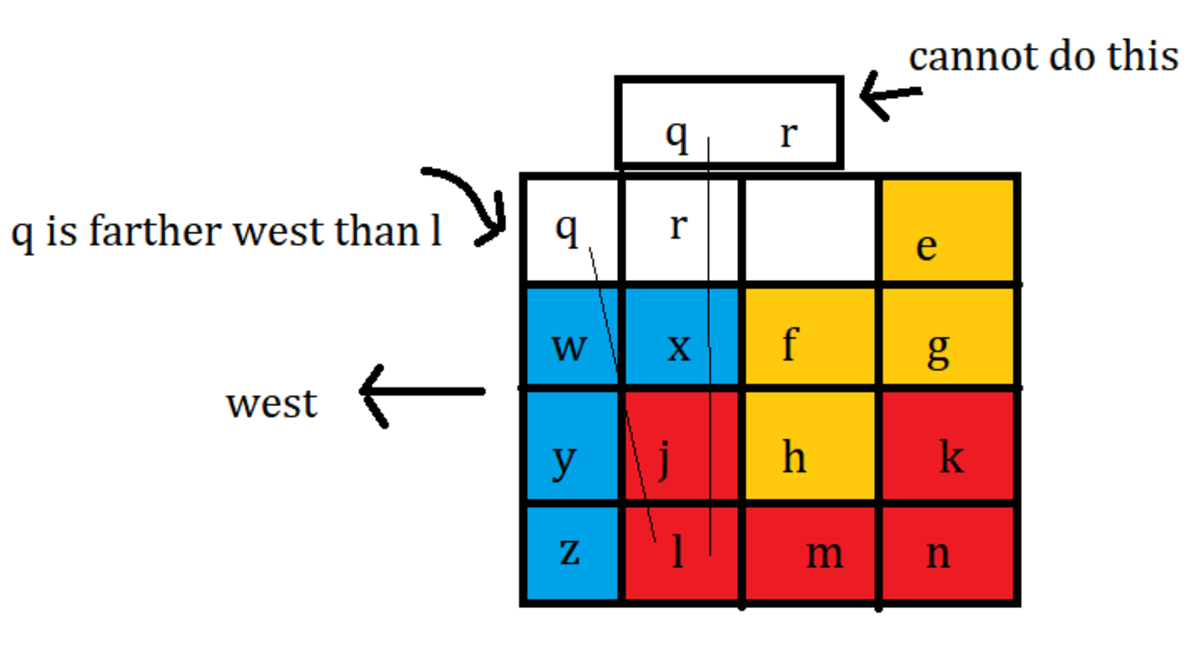 cannot do this
q r
q is farther west than l
q r e
w x f g
west
y j h k
z l m n